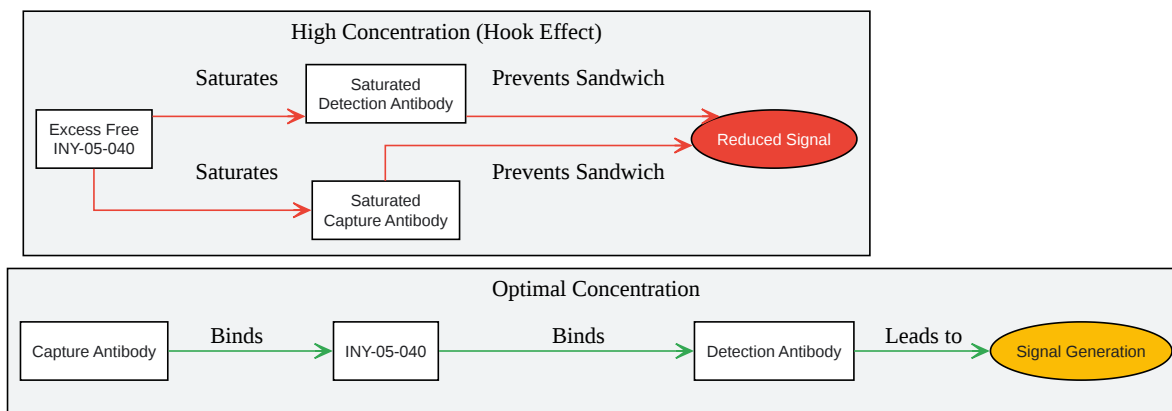 High Concentration (Hook Effect)
Saturates
Prevents Sandwich
Saturated
Detection Antibody
Excess Free
INY-05-040
Reduced Signal
Saturates
Prevents Sandwich
Saturated
Capture Antibody
Optimal Concentration
Capture Antibody
Binds
INY-05-040
Binds
Detection Antibody
Leads to
Signal Generation